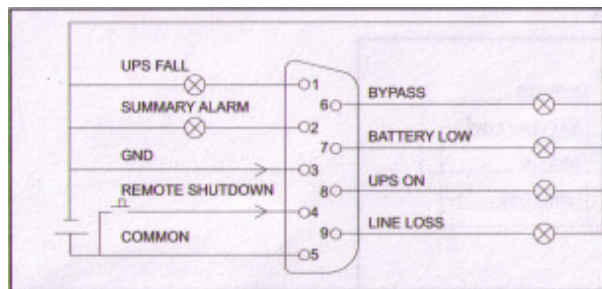 UPS FALL
1
6
BYPASS
SUMMARY ALARM
2
7
BATTERY LOW
GND
3
8
UPS ON
REMOTE SHUTDOWN
4
9
LINE LOSS
COMMON
5